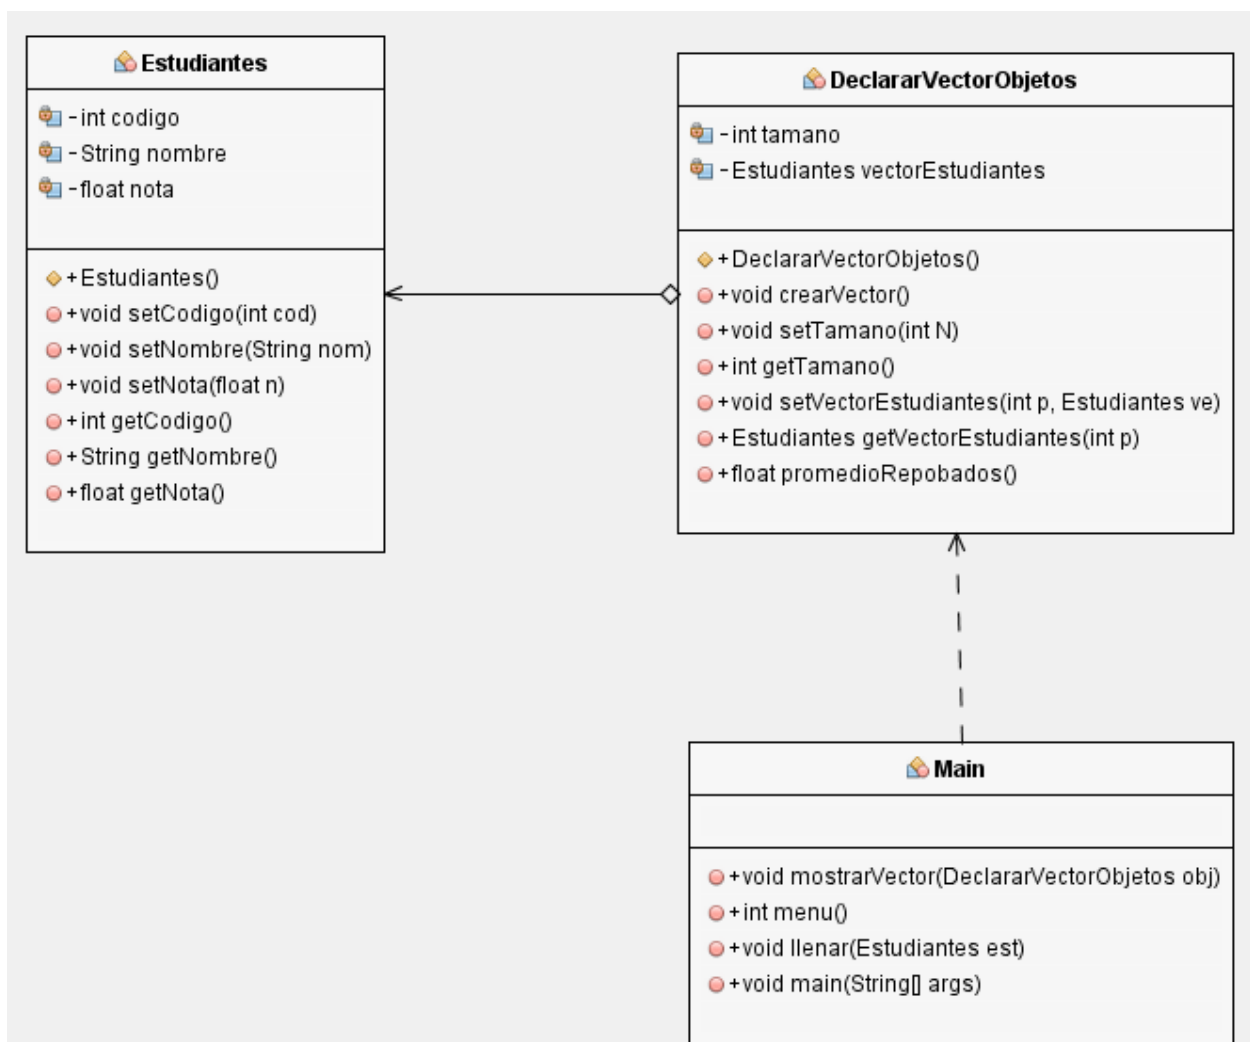 Estudiantes
- int codigo
- String nombre
- float nota
+ Estudiantes()
+ void setCodigo(int cod)
+ void setNombre(String nom)
+ void setNota(float n)
+ int getCodigo()
+ String getNombre()
+ float getNota()
DeclararVectorObjetos
- int tamano
- Estudiantes vectorEstudiantes
+ DeclararVectorObjetos()
+ void crearVector()
+ void setTamano(int N)
+ int getTamano()
+ void setVectorEstudiantes(int p, Estudiantes ve)
+ Estudiantes getVectorEstudiantes(int p)
+ float promedioRepobados()
Main
+ void mostrarVector(DeclararVectorObjetos obj)
+ int menu()
+ void llenar(Estudiantes est)
+ void main(String[] args)